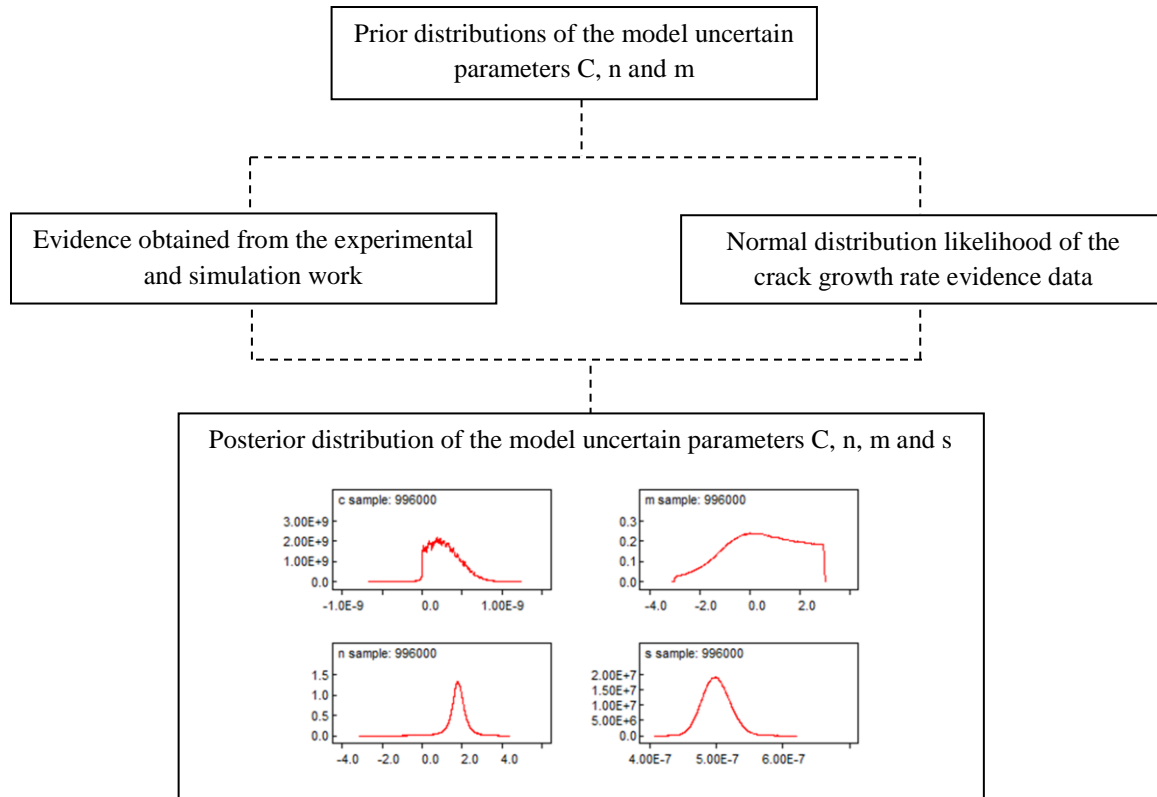 Prior distributions of the model uncertain
parameters C, n and m
Evidence obtained from the experimental
and simulation work
Normal distribution likelihood of the
crack growth rate evidence data
Posterior distribution of the model uncertain parameters C, n, m and s
c sample: 996000
3.00E+9
2.00E+9
1.00E+9
0.0
-1.0E-9 0.0 1.00E-9
m sample: 996000
0.3
0.2
0.1
0.0
-4.0 -2.0 0.0 2.0
n sample: 996000
1.5
1.0
0.5
0.0
-4.0 -2.0 0.0 2.0 4.0
s sample: 996000
2.00E+7
1.50E+7
1.00E+7
5.00E+6
0.0
4.00E-7 5.00E-7 6.00E-7